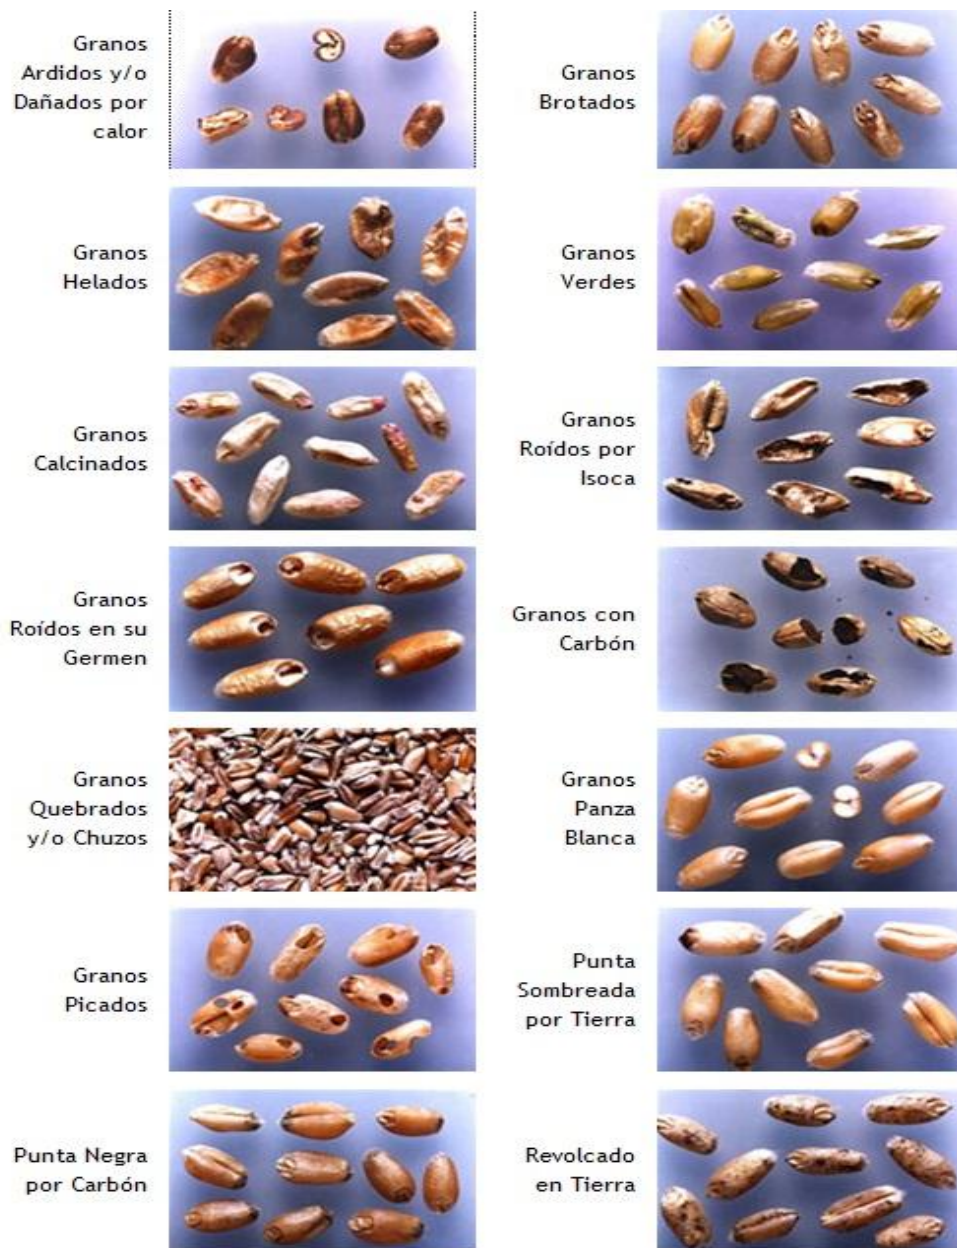 Granos
Ardidos y/o
Dañados por
calor
Granos
Brotados
Granos
Helados
Granos
Verdes
Granos
Calcinados
Granos
Roídos por
Isoca
Granos
Roídos en su
Germen
Granos con
Carbón
Granos
Quebrados
y/o Chuzos
Granos
Panza
Blanca
Granos
Picados
Punta
Sombreada
por Tierra
Punta Negra
por Carbón
Revolcado
en Tierra